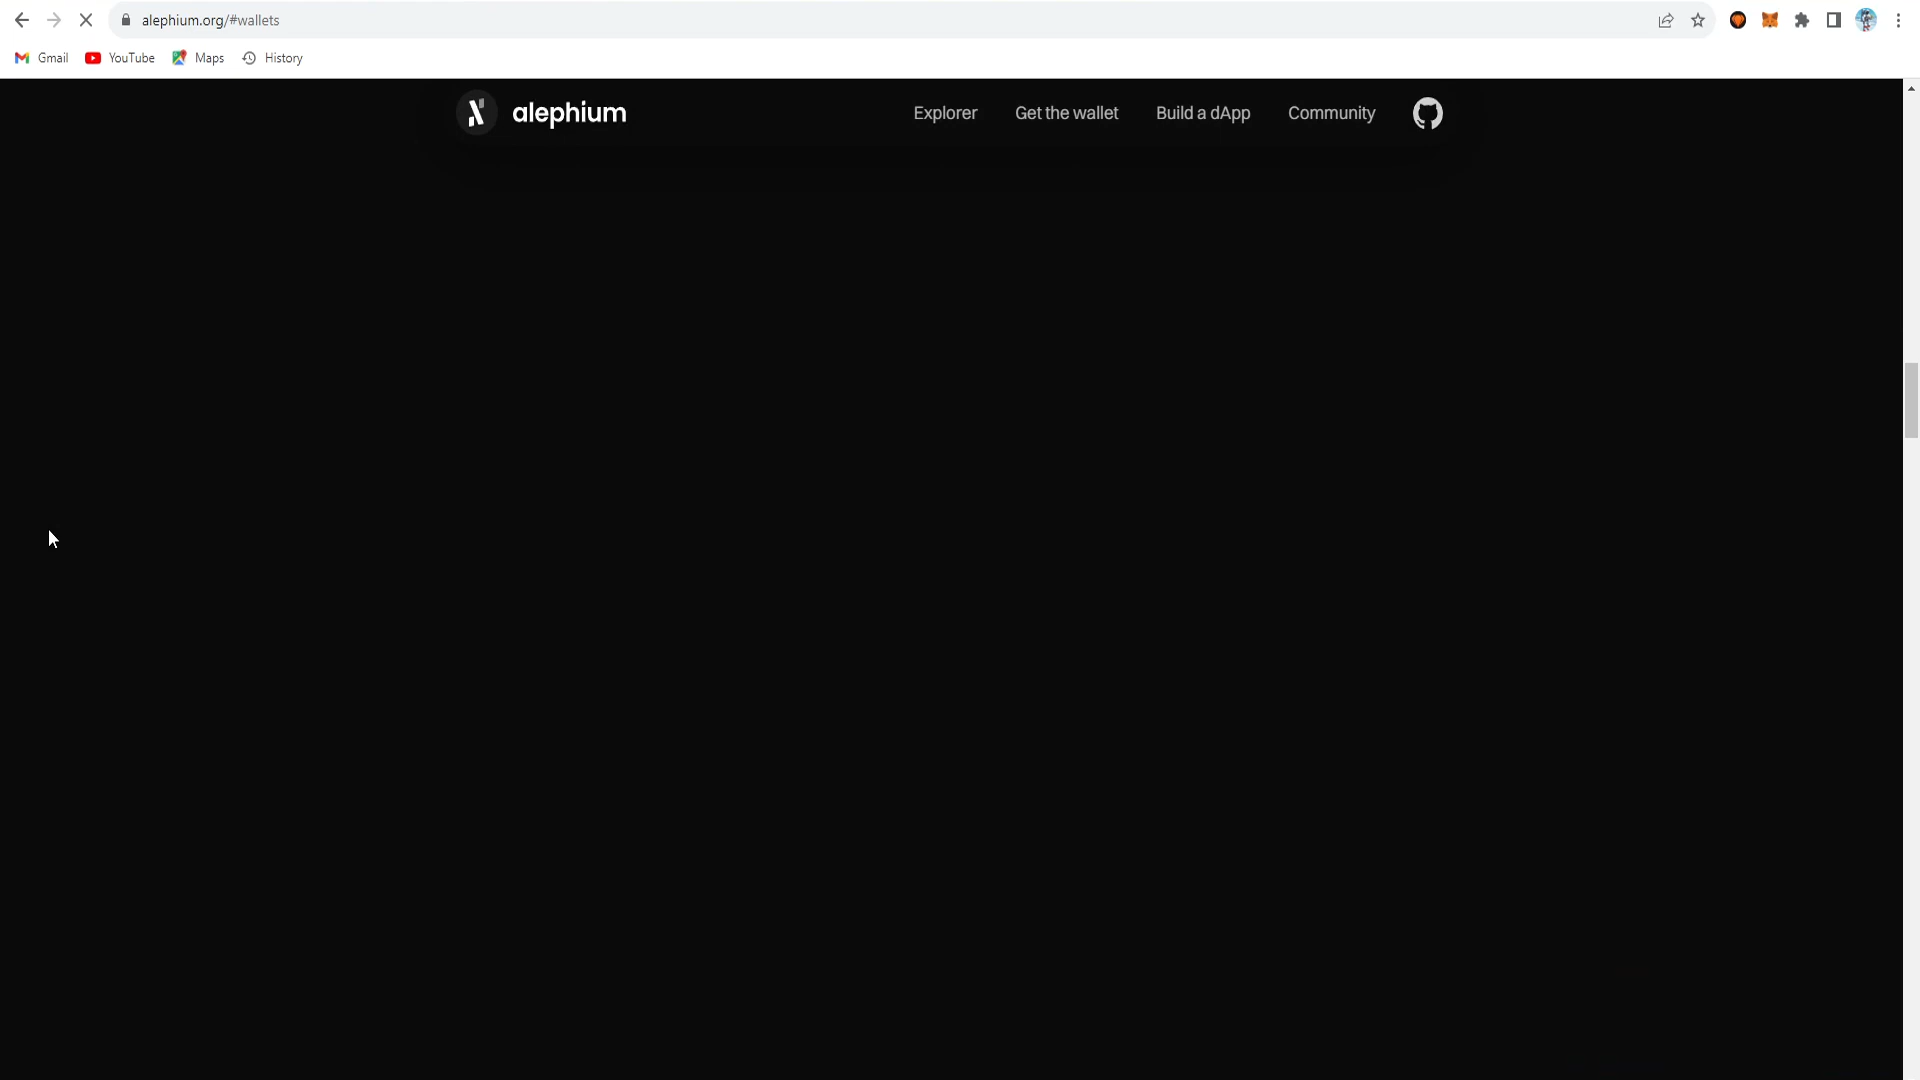 alephium.org/#wallets
Gmail YouTube Maps History
alephium Explorer Get the wallet Build a dApp Community